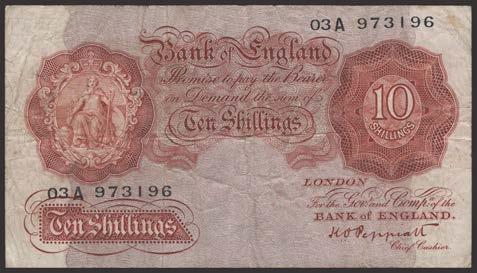 03A 973196
Bank of England
Promise to pay the Bearer
on Demand the sum of
Ten Shillings
10
SHILLINGS
03A 973196
Ten Shillings
LONDON
For the Gov:r and Comp:a of the
BANK OF ENGLAND.
K O Peppiatt
Chief Cashier.